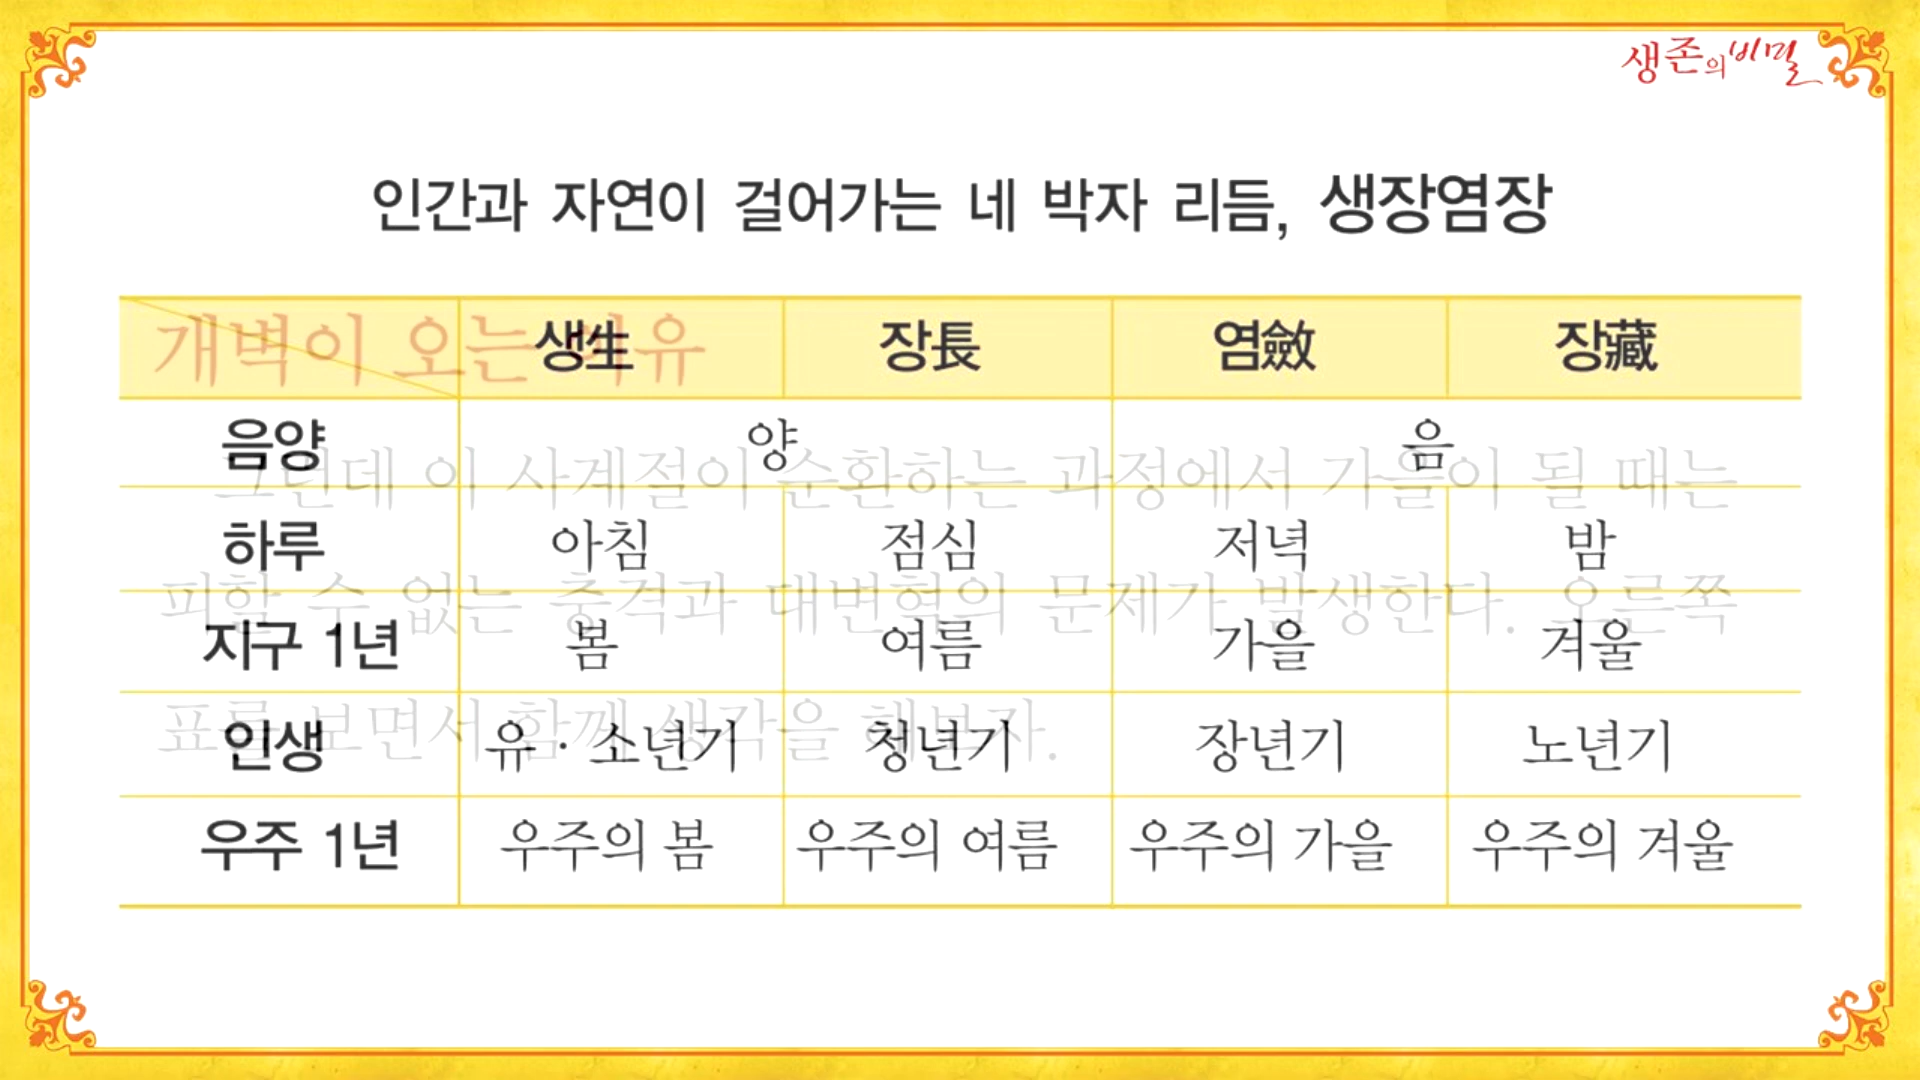 생존의 비밀
인간과 자연이 걸어가는 네 박자 리듬, 생장염장
개벽이 오는 이유
생生 장長 염斂 장藏
음양 양 음
그런데 이 사계절이 순환하는 과정에서 가을이 될 때는
하루 아침 점심 저녁 밤
피할 수 없는 충격과 대변혁의 문제가 발생한다. 오른쪽
지구 1년 봄 여름 가을 겨울
표를 보면서 함께 생각을 해보자.
인생 유·소년기 청년기 장년기 노년기
우주 1년 우주의 봄 우주의 여름 우주의 가을 우주의 겨울